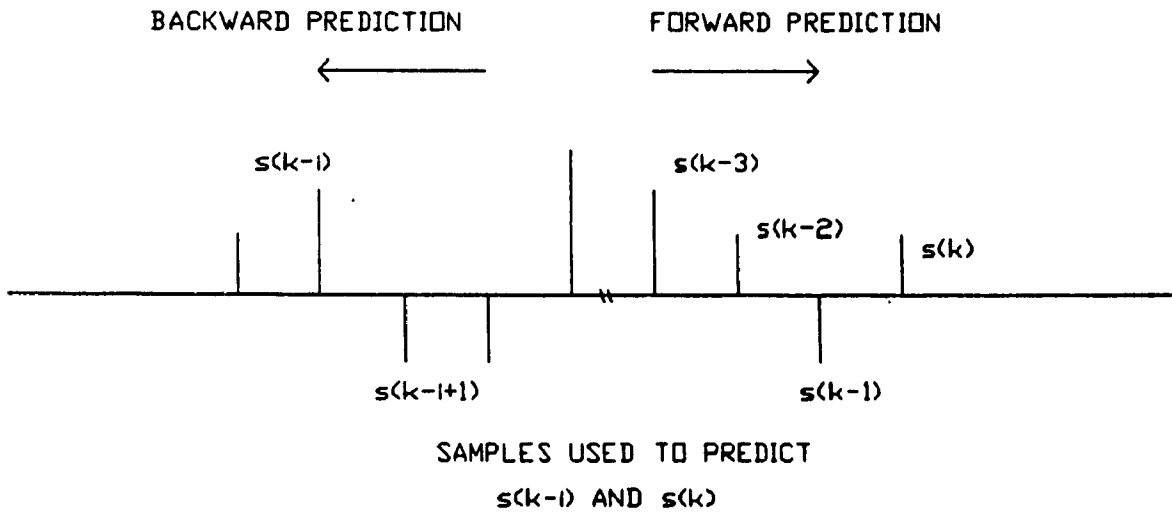 BACKWARD PREDICTION FORWARD PREDICTION
s(k-i) s(k-3)
s(k-2) s(k)
s(k-i+1) s(k-1)
SAMPLES USED TO PREDICT
s(k-i) AND s(k)